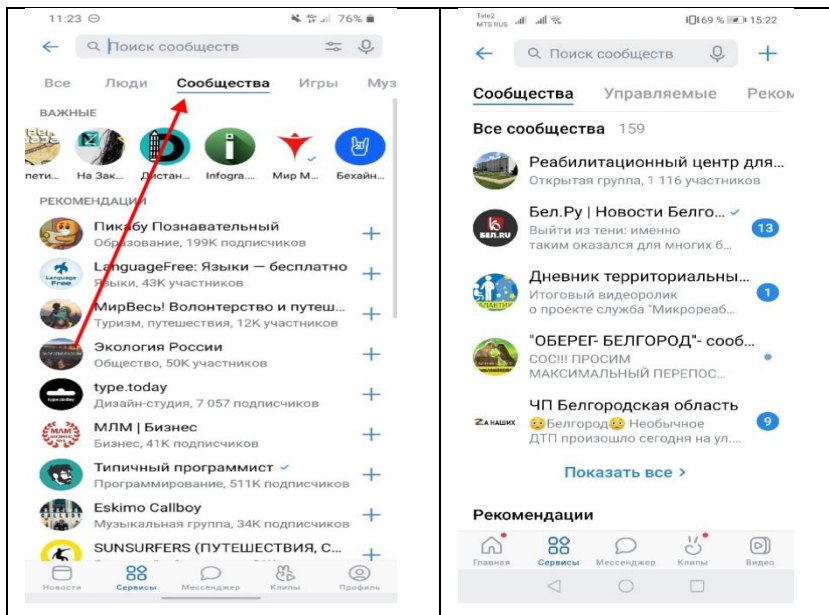 11:23
76%
Поиск сообществ
Все Люди Сообщества Игры Муз
ВАЖНЫЕ
пети... На Зак... Дистан... Infogra.... Мир М... Бехайн...
РЕКОМЕНДАЦИИ
Пикабу Познавательный
Образование, 199K подписчиков
LanguageFree: Языки — бесплатно
Языки, 43K участников
МирВесь! Волонтерство и путеш...
Туризм, путешествия, 12K участников
Экология России
Общество, 50K участников
type.today
Дизайн-студия, 7 057 подписчиков
МЛМ | Бизнес
Бизнес, 41K подписчиков
Типичный программист
Программирование, 511K подписчиков
Eskimo Callboy
Музыкальная группа, 34K подписчиков
SUNSURFERS (ПУТЕШЕСТВИЯ, С...
Новости Сервисы Мессенджер Клипы Профиль
Tele2
MTS RUS
69 % 15:22
Поиск сообществ
Сообщества Управляемые Реком
Все сообщества 159
Реабилитационный центр для...
Открытая группа, 1 116 участников
Бел.Ру | Новости Белго...
Выйти из тени: именно
таким оказался для многих б...
13
БЕЛ.RU
Дневник территориальны...
Итоговый видеоролик
о проекте служба "Микрореаб...
1
"ОБЕРЕГ- БЕЛГОРОД"- сооб...
СОС!!! ПРОСИМ
МАКСИМАЛЬНЫЙ ПЕРЕПОС...
ЧП Белгородская область
😳Белгород😳 Необычное
ДТП произошло сегодня на ул....
9
ZА НАШИХ
Показать все >
Рекомендации
Главная Сервисы Мессенджер Клипы Видео